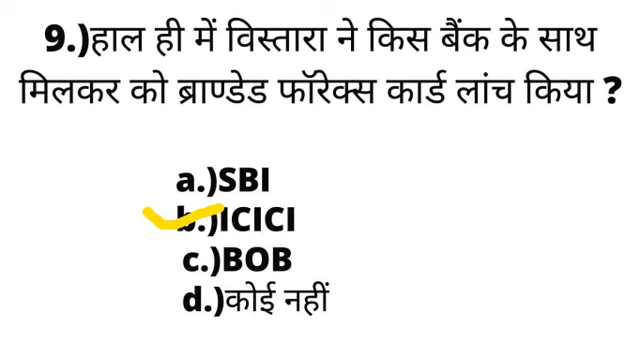 9.)हाल ही में विस्तारा ने किस बैंक के साथ
मिलकर को ब्राण्डेड फॉरेक्स कार्ड लांच किया ?
a.)SBI
b.)ICICI
c.)BOB
d.)कोई नहीं